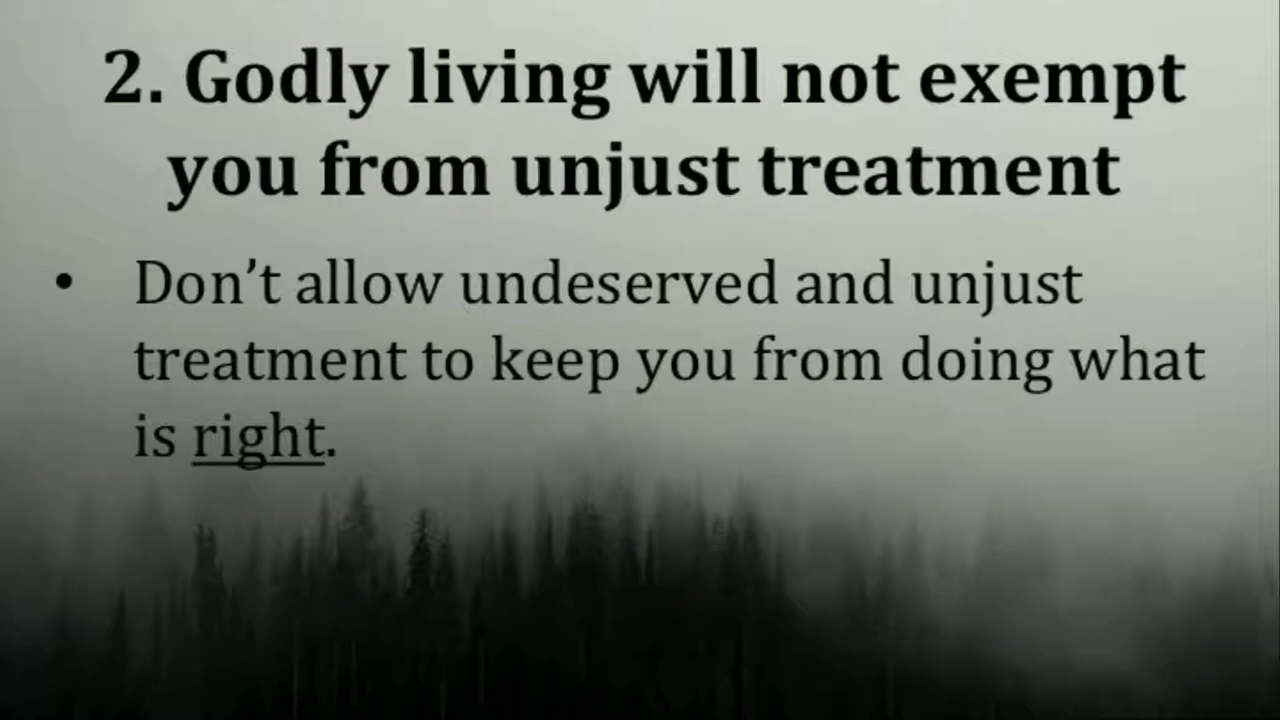 2. Godly living will not exempt
you from unjust treatment
• Don’t allow undeserved and unjust
treatment to keep you from doing what
is right.